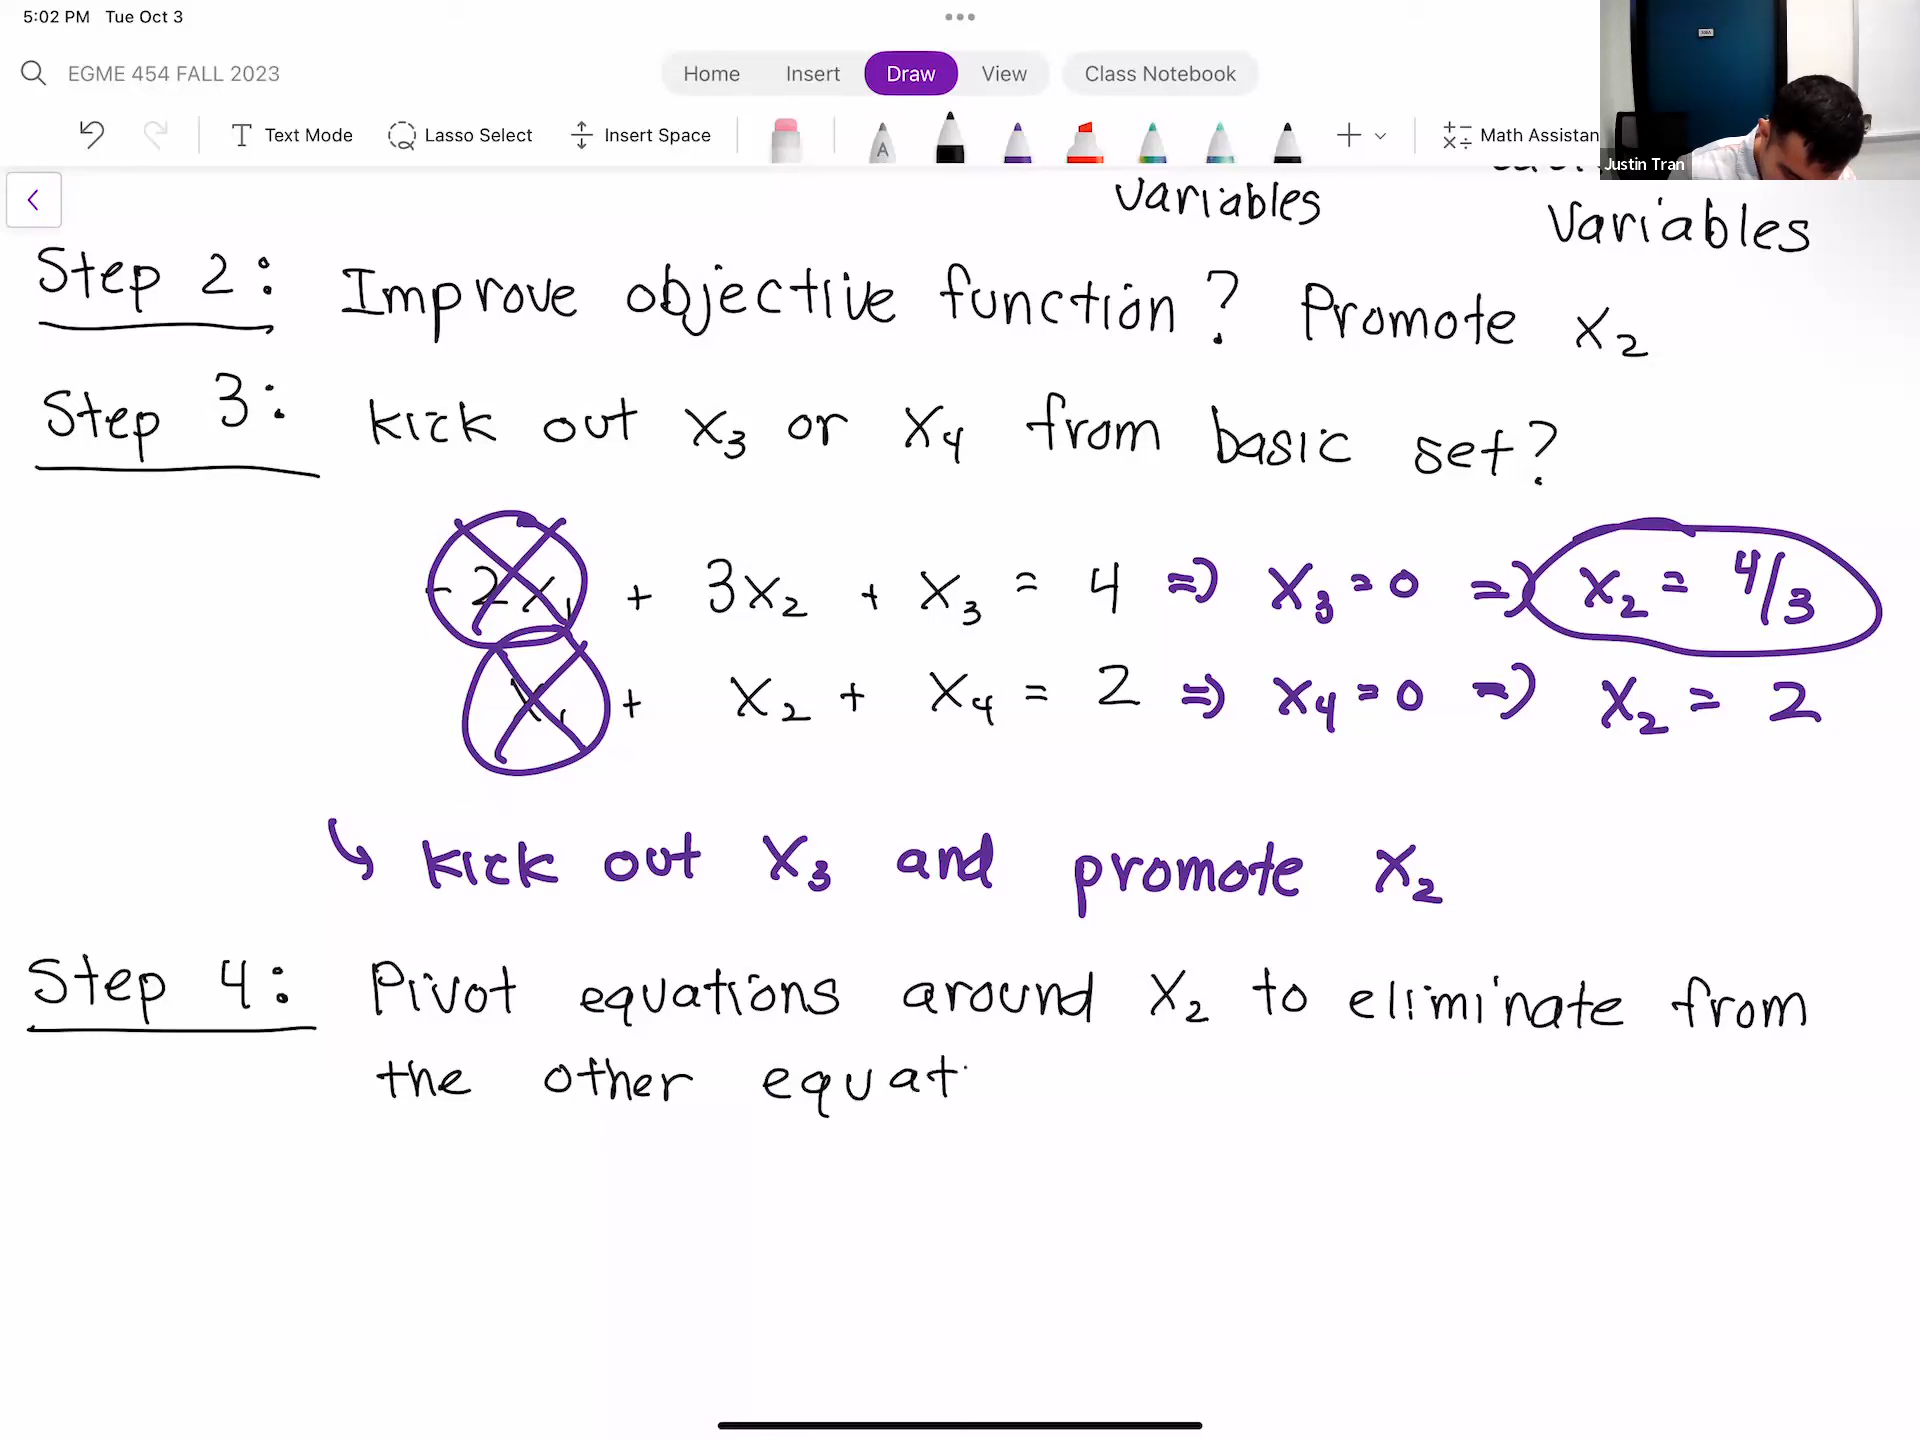 5:02 PM Tue Oct 3
EGME 454 FALL 2023
Home Insert Draw View Class Notebook
Text Mode Lasso Select Insert Space A Math Assistan
Justin Tran
variables
variables
Step 2: Improve objective function? Promote x₂
Step 3: kick out x₃ or x₄ from basic set?
-2x₁ + 3x₂ + x₃ = 4 => x₃ = 0 => x₂ = 4/3
x₁ + x₂ + x₄ = 2 => x₄ = 0 => x₂ = 2
↳ kick out x₃ and promote x₂
Step 4: Pivot equations around x₂ to eliminate from
the other equat